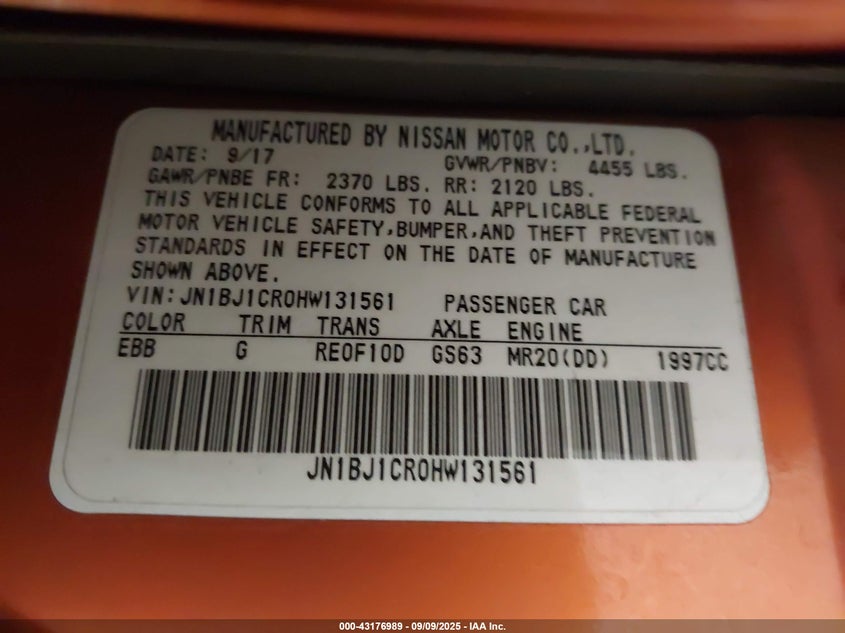 MANUFACTURED BY NISSAN MOTOR CO.,LTD.
DATE: 9/17 GVWR/PNBV: 4455 LBS.
GAWR/PNBE FR: 2370 LBS. RR: 2120 LBS.
THIS VEHICLE CONFORMS TO ALL APPLICABLE FEDERAL
MOTOR VEHICLE SAFETY,BUMPER,AND THEFT PREVENTION
STANDARDS IN EFFECT ON THE DATE OF MANUFACTURE
SHOWN ABOVE.
VIN:JN1BJ1CR0HW131561 PASSENGER CAR
COLOR TRIM TRANS AXLE ENGINE
EBB G RE0F10D GS63 MR20(DD) 1997CC
JN1BJ1CR0HW131561
000-43176989 - 09/09/2025 - IAA Inc.